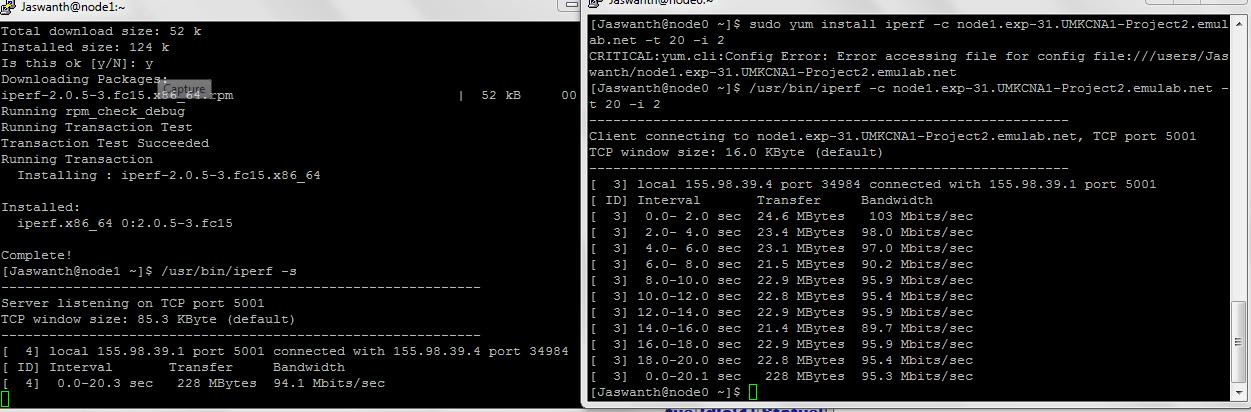 Jaswanth@node1:~
Total download size: 52 k
Installed size: 124 k
Is this ok [y/N]: y
Downloading Packages:
Capture
iperf-2.0.5-3.fc15.x86_64.rpm | 52 kB 00
Running rpm_check_debug
Running Transaction Test
Transaction Test Succeeded
Running Transaction
Installing : iperf-2.0.5-3.fc15.x86_64
Installed:
iperf.x86_64 0:2.0.5-3.fc15
Complete!
[Jaswanth@node1 ~]$ /usr/bin/iperf -s
------------------------------------------------------------
Server listening on TCP port 5001
TCP window size: 85.3 KByte (default)
------------------------------------------------------------
[  4] local 155.98.39.1 port 5001 connected with 155.98.39.4 port 34984
[ ID] Interval       Transfer     Bandwidth
[  4]  0.0-20.3 sec   228 MBytes  94.1 Mbits/sec
Jaswanth@node0:~
[Jaswanth@node0 ~]$ sudo yum install iperf -c node1.exp-31.UMKCNA1-Project2.emul
ab.net -t 20 -i 2
CRITICAL:yum.cli:Config Error: Error accessing file for config file:///users/Jas
wanth/node1.exp-31.UMKCNA1-Project2.emulab.net
[Jaswanth@node0 ~]$ /usr/bin/iperf -c node1.exp-31.UMKCNA1-Project2.emulab.net -
t 20 -i 2
------------------------------------------------------------
Client connecting to node1.exp-31.UMKCNA1-Project2.emulab.net, TCP port 5001
TCP window size: 16.0 KByte (default)
------------------------------------------------------------
[  3] local 155.98.39.4 port 34984 connected with 155.98.39.1 port 5001
[ ID] Interval       Transfer     Bandwidth
[  3]  0.0- 2.0 sec  24.6 MBytes   103 Mbits/sec
[  3]  2.0- 4.0 sec  23.4 MBytes  98.0 Mbits/sec
[  3]  4.0- 6.0 sec  23.1 MBytes  97.0 Mbits/sec
[  3]  6.0- 8.0 sec  21.5 MBytes  90.2 Mbits/sec
[  3]  8.0-10.0 sec  22.9 MBytes  95.9 Mbits/sec
[  3] 10.0-12.0 sec  22.8 MBytes  95.4 Mbits/sec
[  3] 12.0-14.0 sec  22.9 MBytes  95.9 Mbits/sec
[  3] 14.0-16.0 sec  21.4 MBytes  89.7 Mbits/sec
[  3] 16.0-18.0 sec  22.9 MBytes  95.9 Mbits/sec
[  3] 18.0-20.0 sec  22.8 MBytes  95.4 Mbits/sec
[  3]  0.0-20.1 sec   228 MBytes  95.3 Mbits/sec
[Jaswanth@node0 ~]$